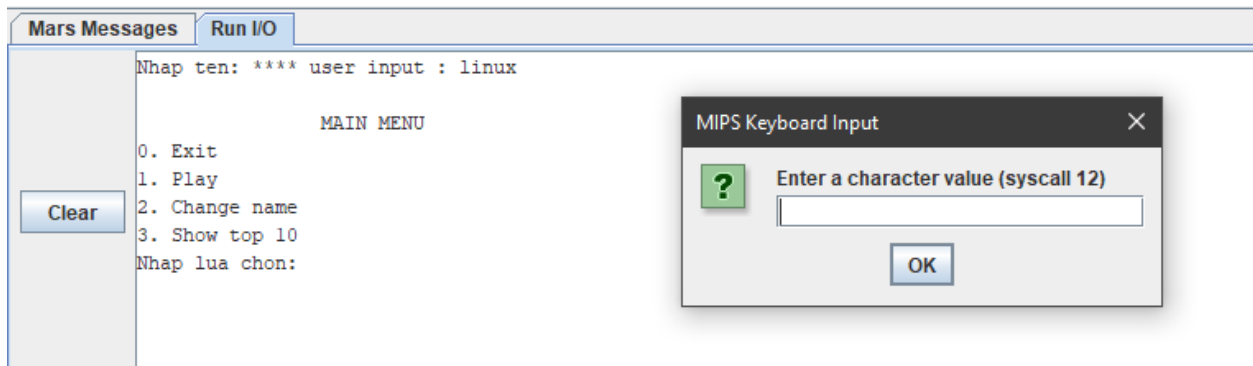 Mars Messages Run I/O
Nhap ten: **** user input : linux
MAIN MENU
0. Exit
1. Play
2. Change name
3. Show top 10
Nhap lua chon:
Clear
MIPS Keyboard Input
Enter a character value (syscall 12)
OK